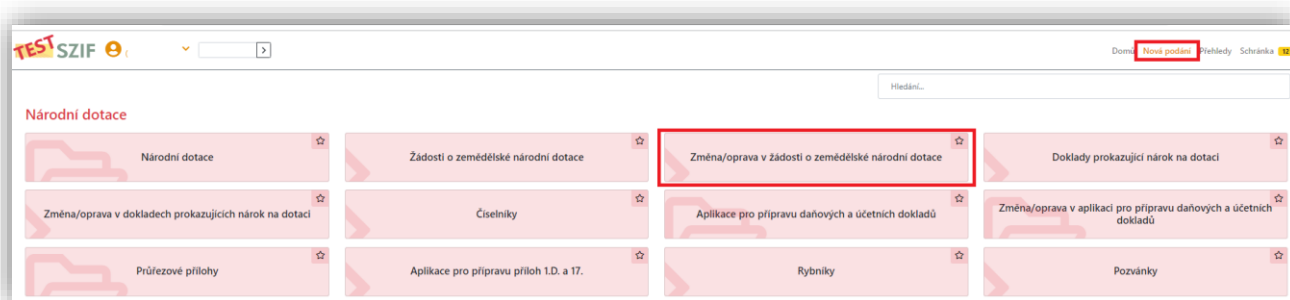 TEST SZIF
Domů Nová podání Přehledy Schránka 12
Hledání...
Národní dotace
Národní dotace
Žádosti o zemědělské národní dotace
Změna/oprava v žádosti o zemědělské národní dotace
Doklady prokazující nárok na dotaci
Změna/oprava v dokladech prokazujících nárok na dotaci
Číselníky
Aplikace pro přípravu daňových a účetních dokladů
Změna/oprava v aplikaci pro přípravu daňových a účetních
dokladů
Průřezové přílohy
Aplikace pro přípravu příloh 1.D. a 17.
Rybníky
Pozvánky